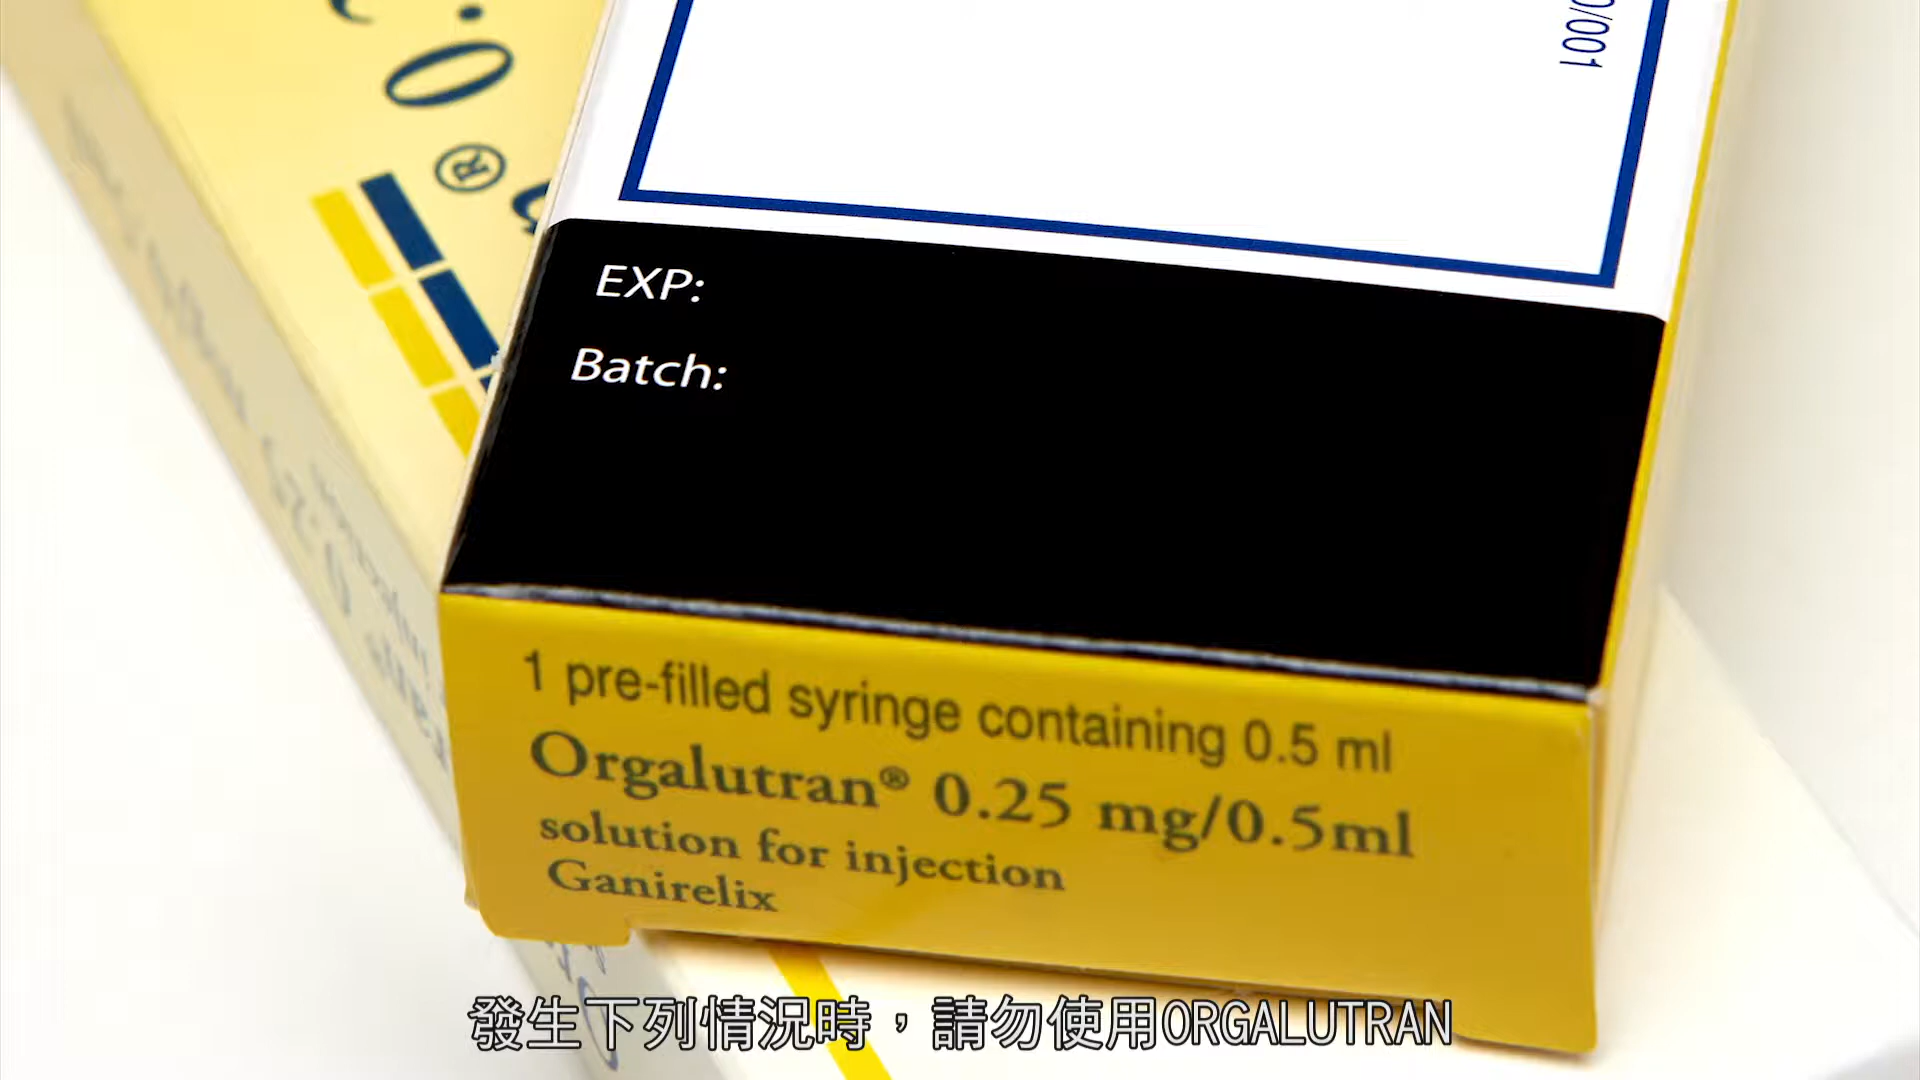 0/001
EXP:
Batch:
1 pre-filled syringe containing 0.5 ml
Orgalutran® 0.25 mg/0.5ml
solution for injection
Ganirelix
發生下列情況時，請勿使用ORGALUTRAN